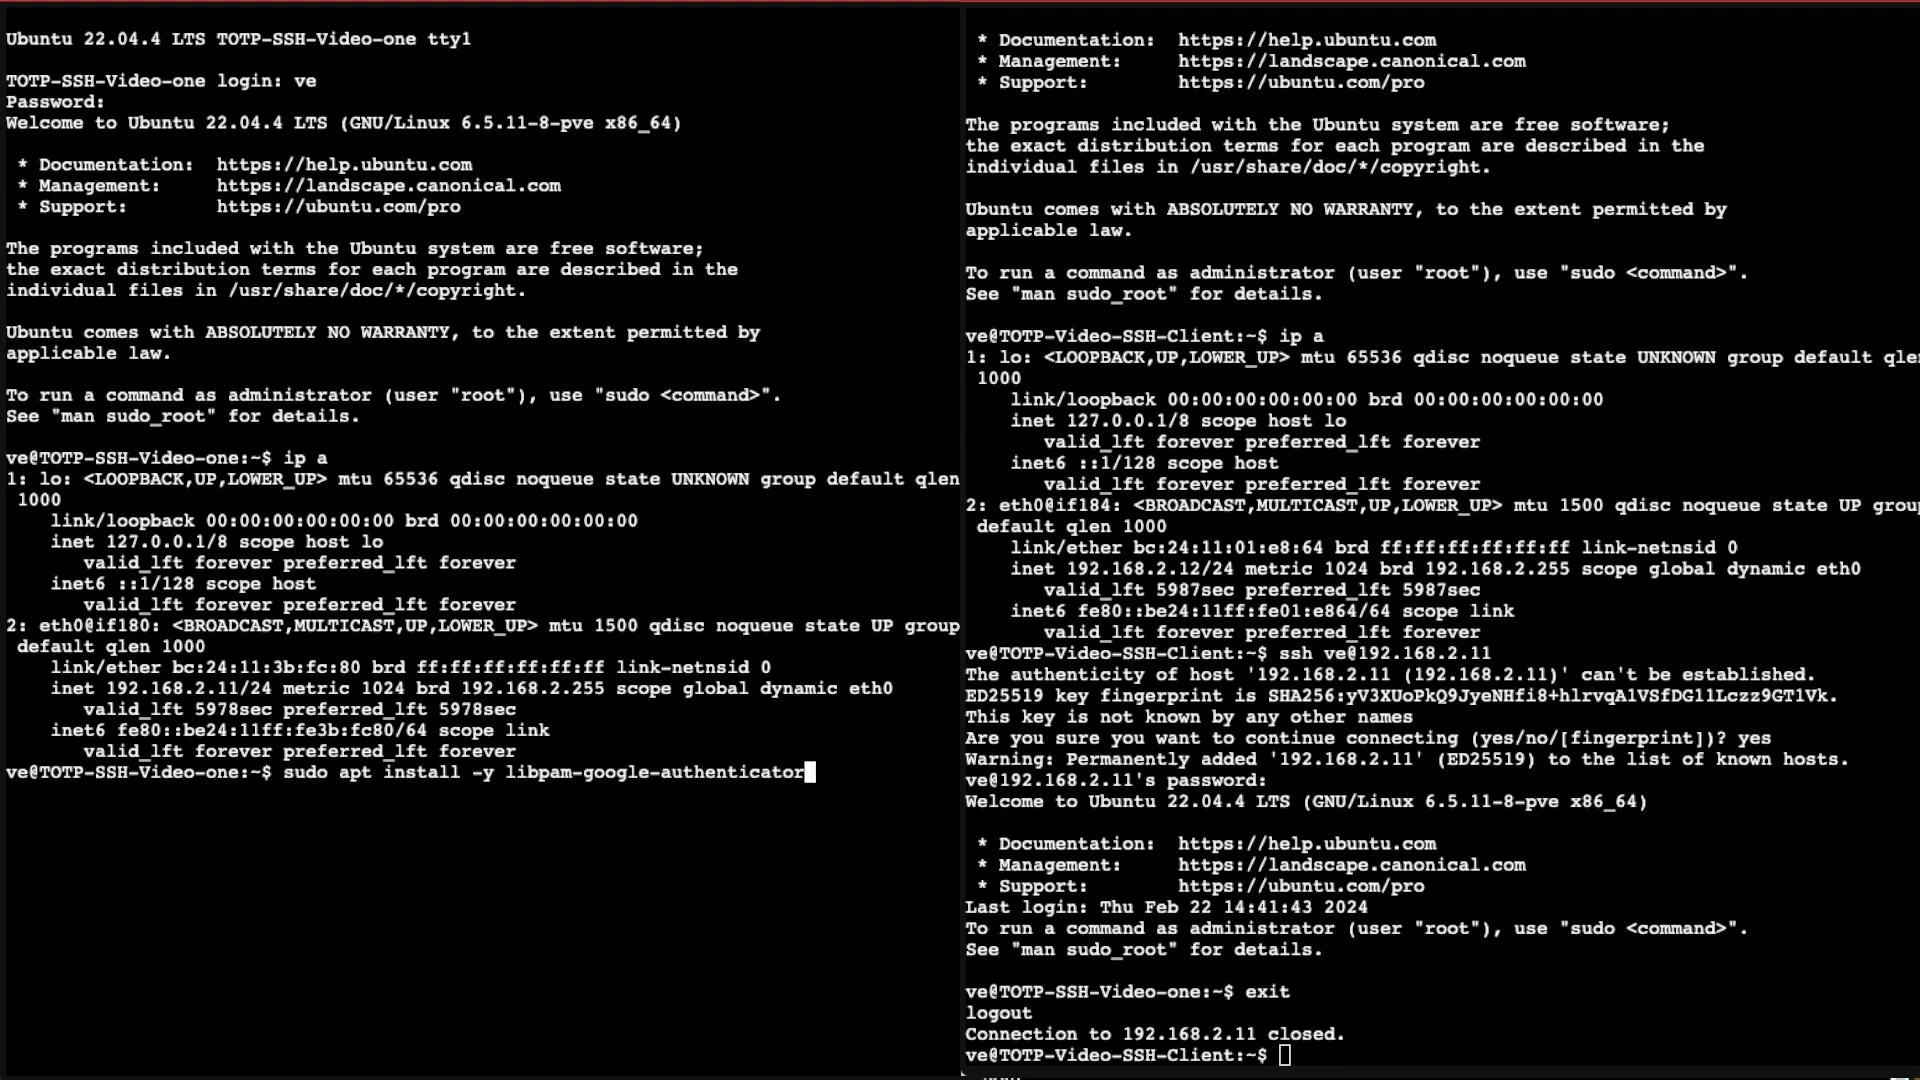 Ubuntu 22.04.4 LTS TOTP-SSH-Video-one tty1
TOTP-SSH-Video-one login: ve
Password:
Welcome to Ubuntu 22.04.4 LTS (GNU/Linux 6.5.11-8-pve x86_64)
* Documentation:  https://help.ubuntu.com
* Management:     https://landscape.canonical.com
* Support:        https://ubuntu.com/pro
The programs included with the Ubuntu system are free software;
the exact distribution terms for each program are described in the
individual files in /usr/share/doc/*/copyright.
Ubuntu comes with ABSOLUTELY NO WARRANTY, to the extent permitted by
applicable law.
To run a command as administrator (user "root"), use "sudo <command>".
See "man sudo_root" for details.
ve@TOTP-SSH-Video-one:~$ ip a
1: lo: <LOOPBACK,UP,LOWER_UP> mtu 65536 qdisc noqueue state UNKNOWN group default qlen
1000
link/loopback 00:00:00:00:00:00 brd 00:00:00:00:00:00
inet 127.0.0.1/8 scope host lo
valid_lft forever preferred_lft forever
inet6 ::1/128 scope host
valid_lft forever preferred_lft forever
2: eth0@if180: <BROADCAST,MULTICAST,UP,LOWER_UP> mtu 1500 qdisc noqueue state UP group
default qlen 1000
link/ether bc:24:11:3b:fc:80 brd ff:ff:ff:ff:ff:ff link-netnsid 0
inet 192.168.2.11/24 metric 1024 brd 192.168.2.255 scope global dynamic eth0
valid_lft 5978sec preferred_lft 5978sec
inet6 fe80::be24:11ff:fe3b:fc80/64 scope link
valid_lft forever preferred_lft forever
ve@TOTP-SSH-Video-one:~$ sudo apt install -y libpam-google-authenticator
* Documentation:  https://help.ubuntu.com
* Management:     https://landscape.canonical.com
* Support:        https://ubuntu.com/pro
The programs included with the Ubuntu system are free software;
the exact distribution terms for each program are described in the
individual files in /usr/share/doc/*/copyright.
Ubuntu comes with ABSOLUTELY NO WARRANTY, to the extent permitted by
applicable law.
To run a command as administrator (user "root"), use "sudo <command>".
See "man sudo_root" for details.
ve@TOTP-Video-SSH-Client:~$ ip a
1: lo: <LOOPBACK,UP,LOWER_UP> mtu 65536 qdisc noqueue state UNKNOWN group default qlen
1000
link/loopback 00:00:00:00:00:00 brd 00:00:00:00:00:00
inet 127.0.0.1/8 scope host lo
valid_lft forever preferred_lft forever
inet6 ::1/128 scope host
valid_lft forever preferred_lft forever
2: eth0@if184: <BROADCAST,MULTICAST,UP,LOWER_UP> mtu 1500 qdisc noqueue state UP group
default qlen 1000
link/ether bc:24:11:01:e8:64 brd ff:ff:ff:ff:ff:ff link-netnsid 0
inet 192.168.2.12/24 metric 1024 brd 192.168.2.255 scope global dynamic eth0
valid_lft 5987sec preferred_lft 5987sec
inet6 fe80::be24:11ff:fe01:e864/64 scope link
valid_lft forever preferred_lft forever
ve@TOTP-Video-SSH-Client:~$ ssh ve@192.168.2.11
The authenticity of host '192.168.2.11 (192.168.2.11)' can't be established.
ED25519 key fingerprint is SHA256:yV3XUoPkQ9JyeNHfi8+hlrvqA1VSfDG11Lczz9GT1Vk.
This key is not known by any other names
Are you sure you want to continue connecting (yes/no/[fingerprint])? yes
Warning: Permanently added '192.168.2.11' (ED25519) to the list of known hosts.
ve@192.168.2.11's password:
Welcome to Ubuntu 22.04.4 LTS (GNU/Linux 6.5.11-8-pve x86_64)
* Documentation:  https://help.ubuntu.com
* Management:     https://landscape.canonical.com
* Support:        https://ubuntu.com/pro
Last login: Thu Feb 22 14:41:43 2024
To run a command as administrator (user "root"), use "sudo <command>".
See "man sudo_root" for details.
ve@TOTP-SSH-Video-one:~$ exit
logout
Connection to 192.168.2.11 closed.
ve@TOTP-Video-SSH-Client:~$